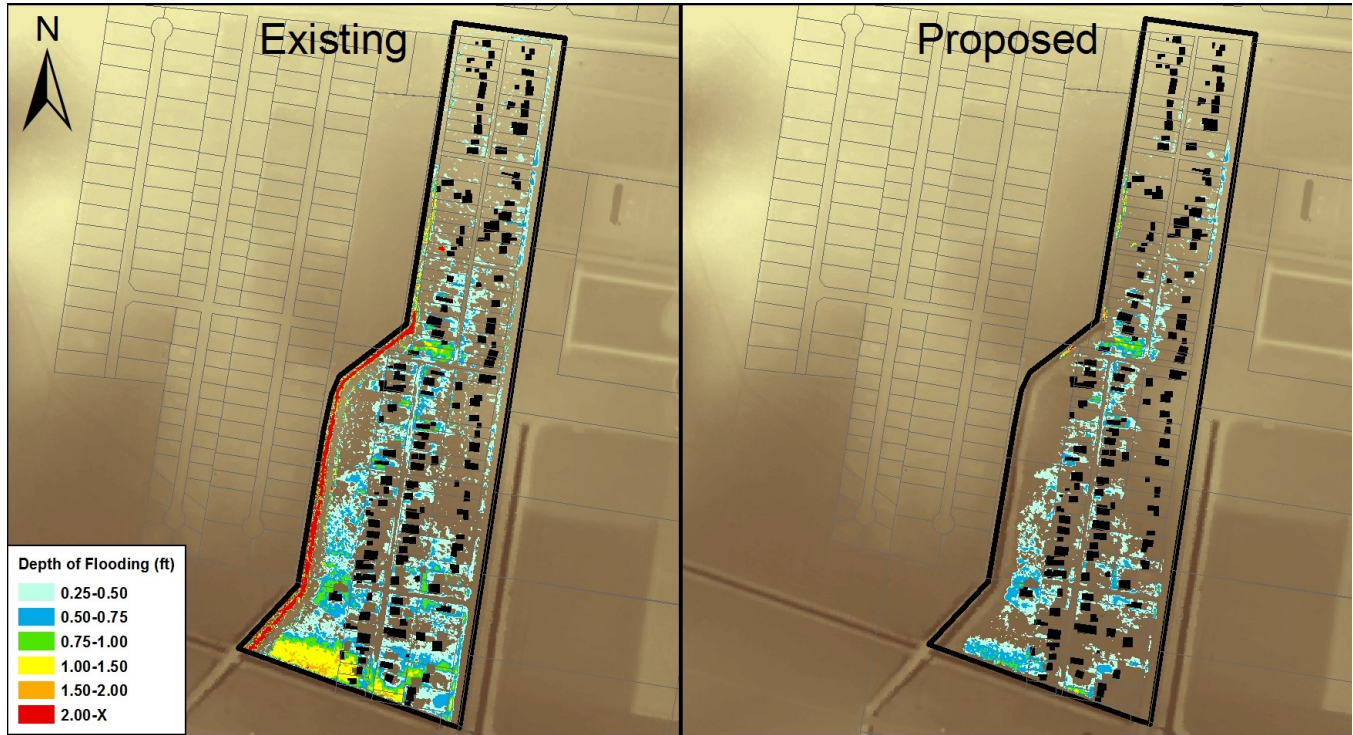 N
Existing
Proposed
Depth of Flooding (ft)
0.25-0.50
0.50-0.75
0.75-1.00
1.00-1.50
1.50-2.00
2.00-X